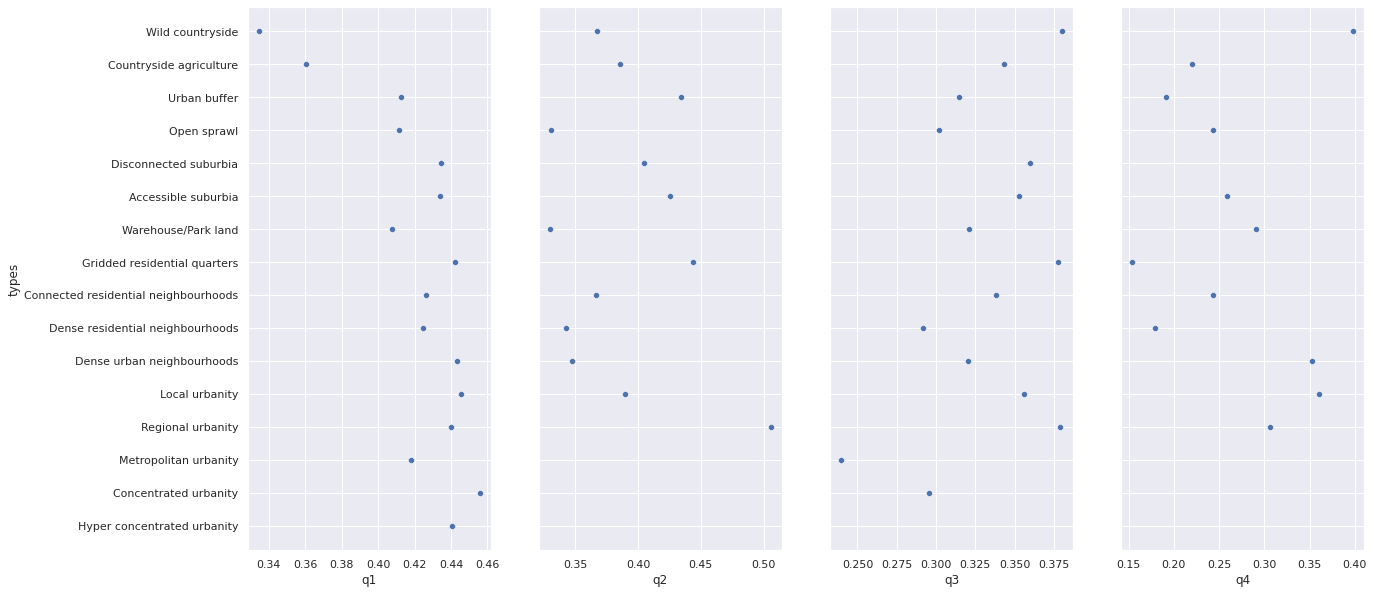 types
Wild countryside
Countryside agriculture
Urban buffer
Open sprawl
Disconnected suburbia
Accessible suburbia
Warehouse/Park land
Gridded residential quarters
Connected residential neighbourhoods
Dense residential neighbourhoods
Dense urban neighbourhoods
Local urbanity
Regional urbanity
Metropolitan urbanity
Concentrated urbanity
Hyper concentrated urbanity
0.34 0.36 0.38 0.40 0.42 0.44 0.46
q1
0.35 0.40 0.45 0.50
q2
0.250 0.275 0.300 0.325 0.350 0.375
q3
0.15 0.20 0.25 0.30 0.35 0.40
q4